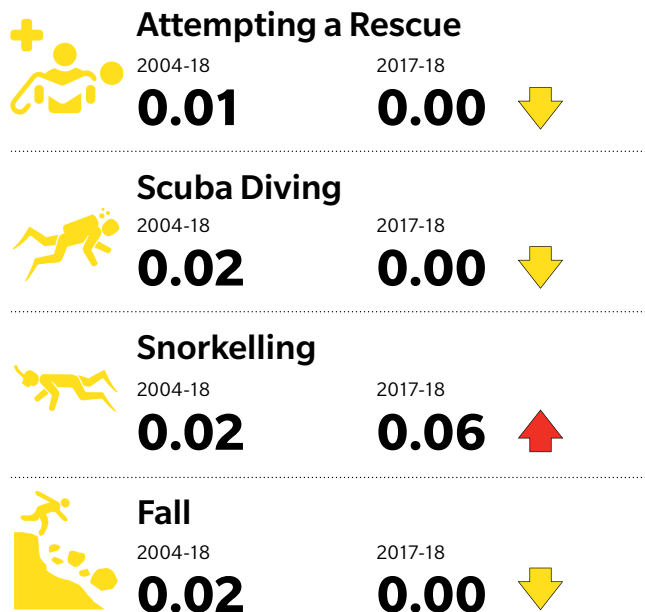 Attempting a Rescue
2004-18 2017-18
0.01 0.00
Scuba Diving
2004-18 2017-18
0.02 0.00
Snorkelling
2004-18 2017-18
0.02 0.06
Fall
2004-18 2017-18
0.02 0.00